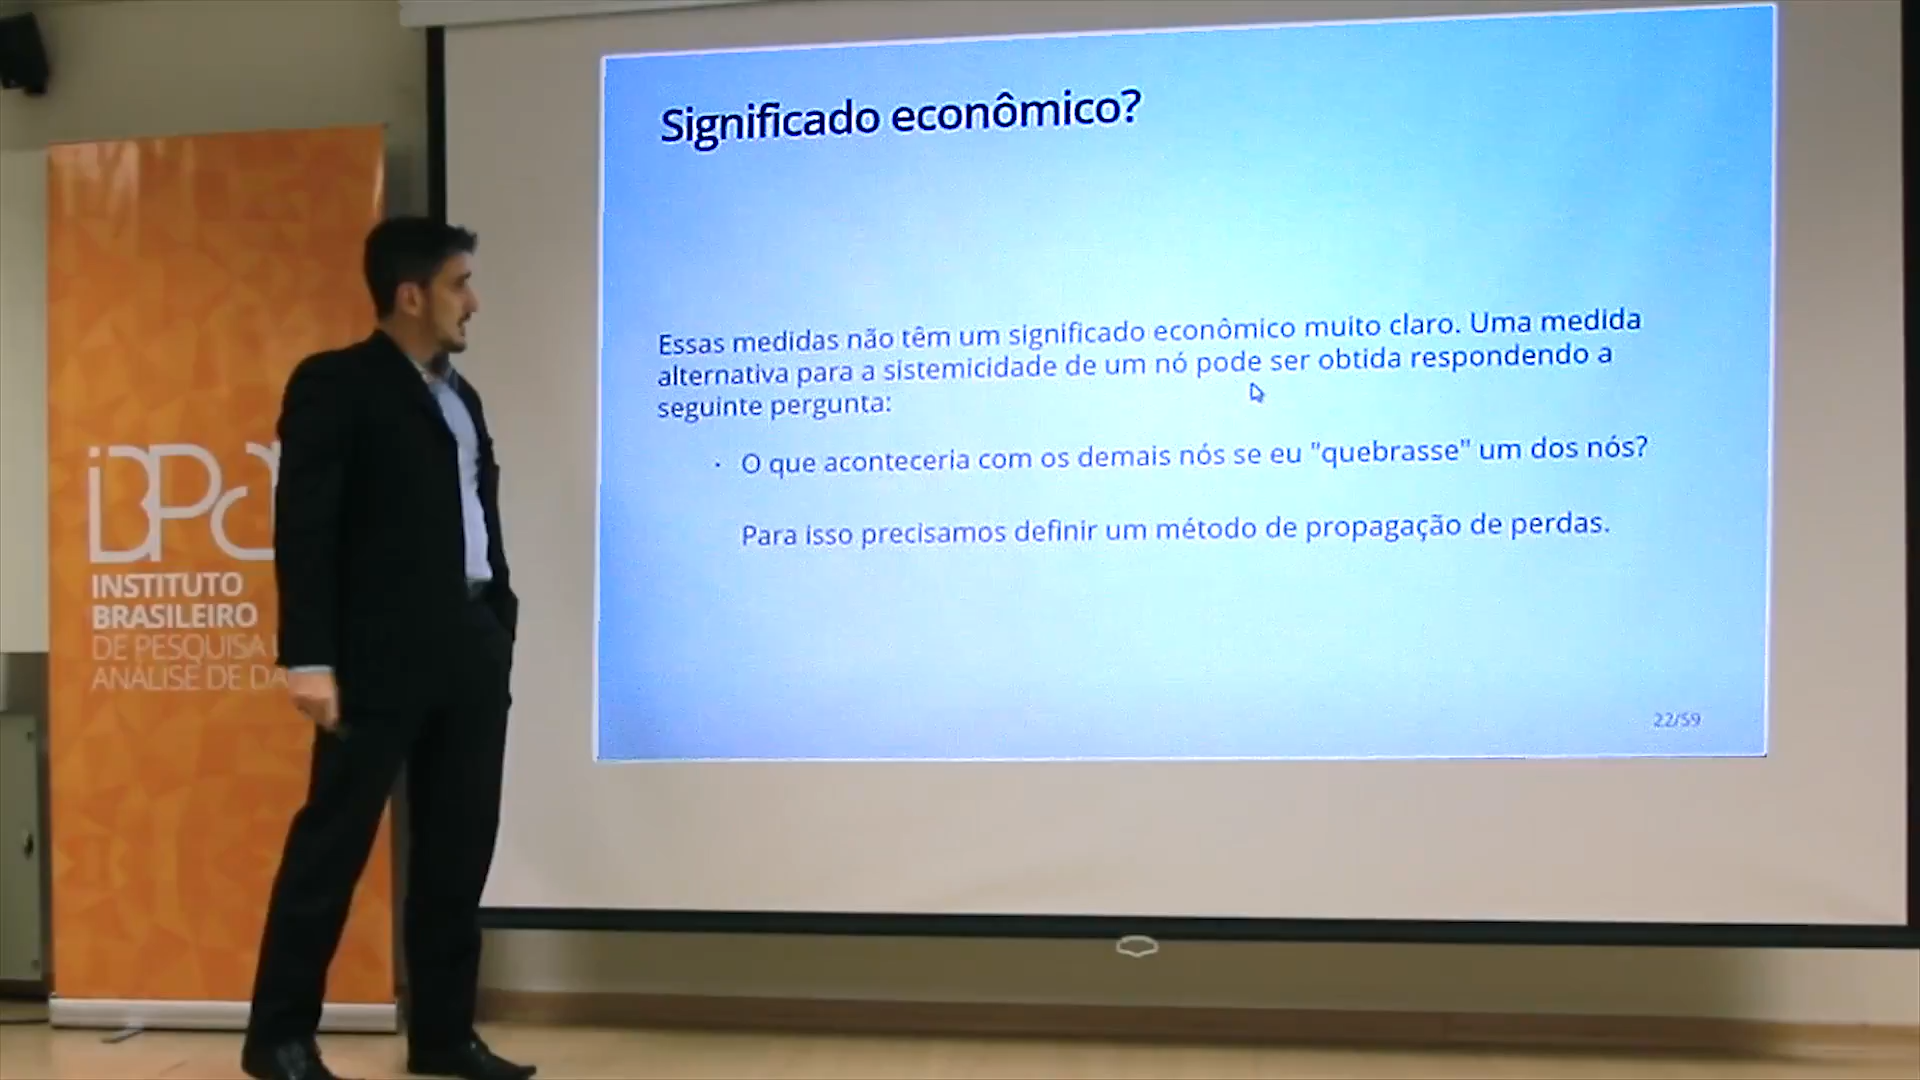 Significado econômico?
Essas medidas não têm um significado econômico muito claro. Uma medida
alternativa para a sistemicidade de um nó pode ser obtida respondendo a
seguinte pergunta:
· O que aconteceria com os demais nós se eu "quebrasse" um dos nós?
Para isso precisamos definir um método de propagação de perdas.
22/59
INSTITUTO
BRASILEIRO
DE PESQUISA
ANÁLISE DE